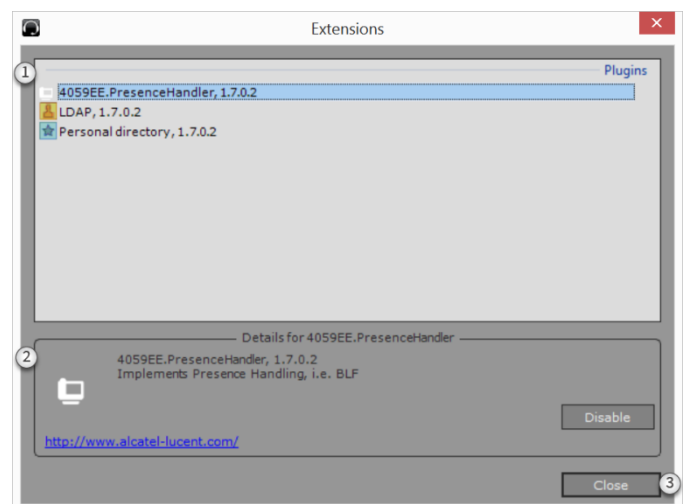 Extensions
1
Plugins
4059EE.PresenceHandler, 1.7.0.2
LDAP, 1.7.0.2
Personal directory, 1.7.0.2
Details for 4059EE.PresenceHandler
2
4059EE.PresenceHandler, 1.7.0.2
Implements Presence Handling, i.e. BLF
Disable
http://www.alcatel-lucent.com/
Close
3